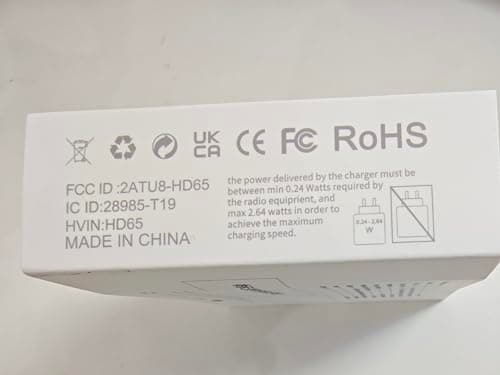 UK CA CE FC RoHS
FCC ID :2ATU8-HD65
IC ID:28985-T19
HVIN:HD65
MADE IN CHINA
the power delivered by the charger must be
between min 0.24 Watts required by
the radio equiprient, and
max 2.64 watts in order to
achieve the maximum
charging speed.
0.24 - 2.64
W